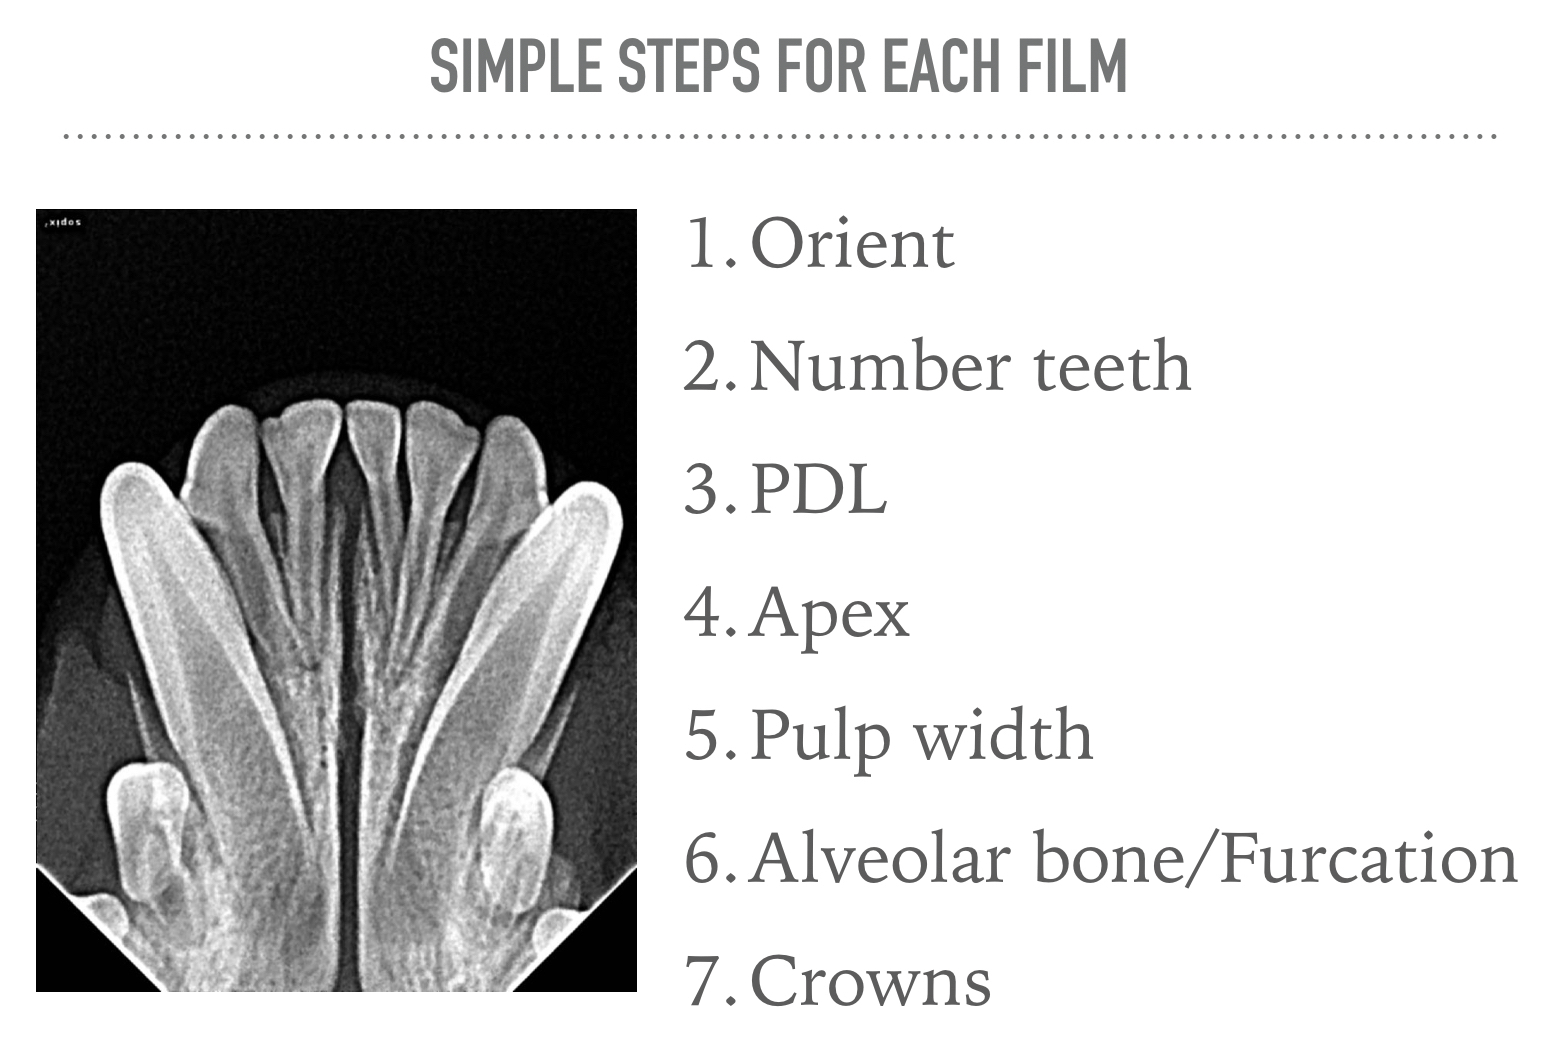 SIMPLE STEPS FOR EACH FILM
sopix²
1. Orient
2. Number teeth
3. PDL
4. Apex
5. Pulp width
6. Alveolar bone/Furcation
7. Crowns